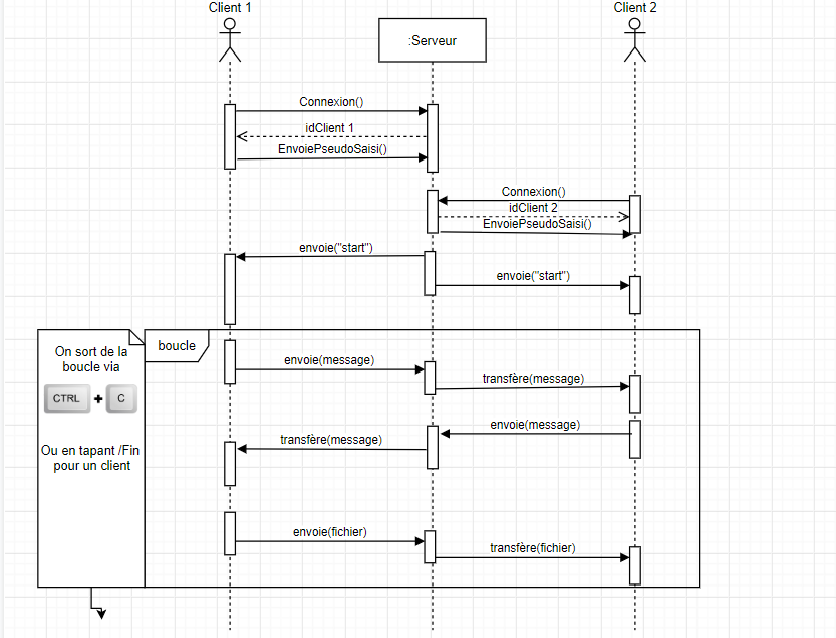 Client 1
:Serveur
Client 2
Connexion()
idClient 1
EnvoiePseudoSaisi()
Connexion()
idClient 2
EnvoiePseudoSaisi()
envoie("start")
envoie("start")
On sort de la
boucle via
CTRL + C
Ou en tapant /Fin
pour un client
boucle
envoie(message)
transfère(message)
envoie(message)
transfère(message)
envoie(fichier)
transfère(fichier)